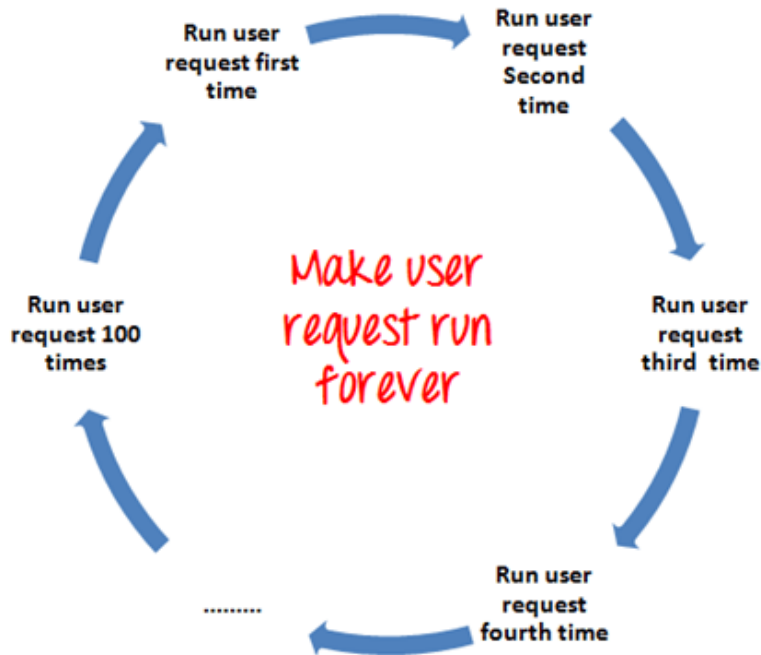 Run user
request first
time
Run user
request
Second
time
Run user
request
third time
Run user
request
fourth time
.........
Run user
request 100
times
Make user
request run
forever